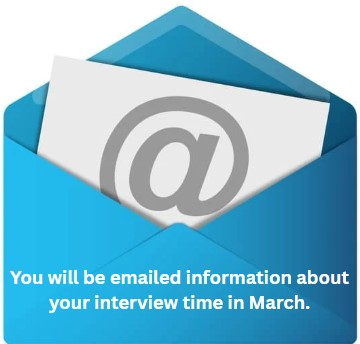 @
You will be emailed information about
your interview time in March.